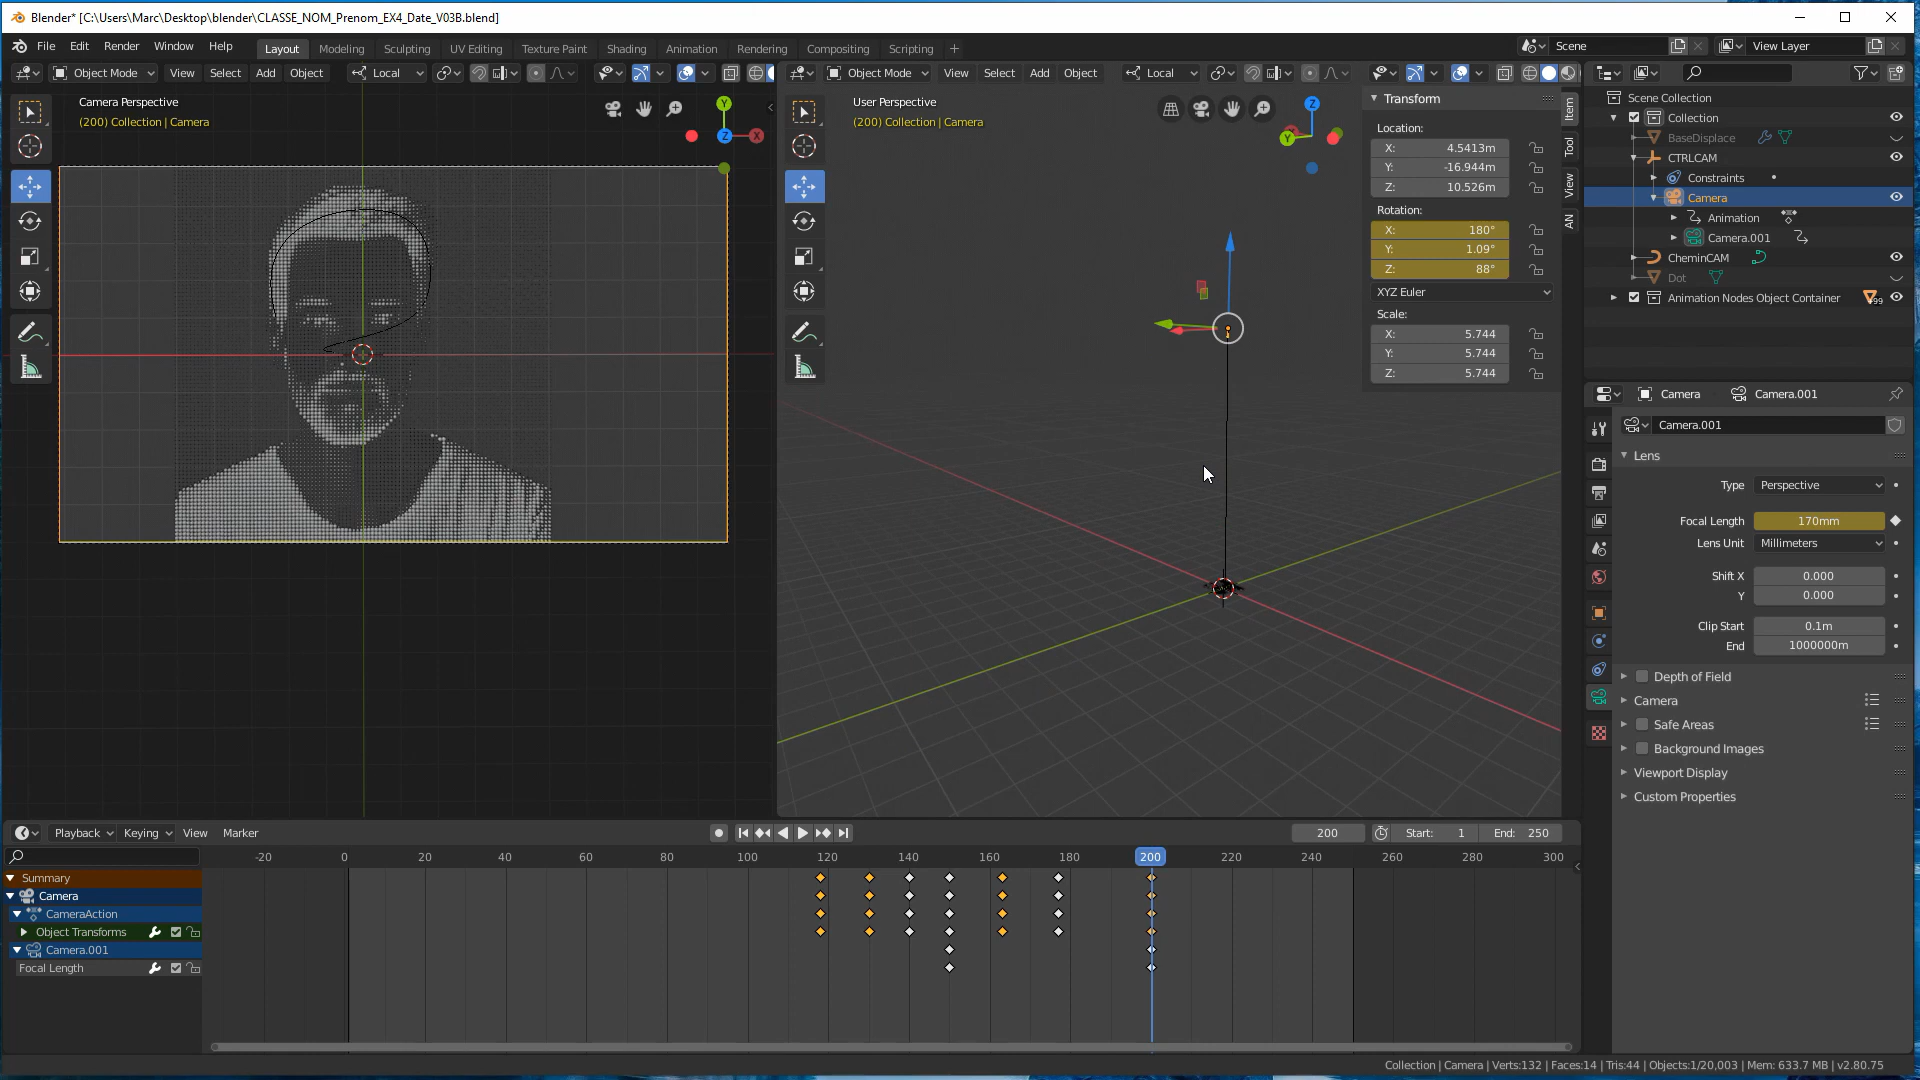 Blender* [C:\Users\Marc\Desktop\blender\CLASSE_NOM_Prenom_EX4_Date_V03B.blend]
File Edit Render Window Help Layout Modeling Sculpting UV Editing Texture Paint Shading Animation Rendering Compositing Scripting + Scene View Layer
Object Mode View Select Add Object Local
Object Mode View Select Add Object Local
Camera Perspective
(200) Collection | Camera
Y
X
Z
User Perspective
(200) Collection | Camera
Z
Y
Transform
Location:
X: 4.5413m
Y: -16.944m
Z: 10.526m
Rotation:
X: 180°
Y: 1.09°
Z: 88°
XYZ Euler
Scale:
X: 5.744
Y: 5.744
Z: 5.744
Item
Tool
View
AN
Scene Collection
Collection
BaseDisplace
CTRLCAM
Constraints
Camera
Animation
Camera.001
CheminCAM
Dot
Animation Nodes Object Container 99
Camera Camera.001
Camera.001
Lens
Type Perspective
Focal Length 170mm
Lens Unit Millimeters
Shift X 0.000
Y 0.000
Clip Start 0.1m
End 1000000m
Depth of Field
Camera
Safe Areas
Background Images
Viewport Display
Custom Properties
Playback Keying View Marker 200 Start: 1 End: 250
-20 0 20 40 60 80 100 120 140 160 180 200 220 240 260 280 300
Summary
Camera
CameraAction
Object Transforms
Camera.001
Focal Length
Collection | Camera | Verts:132 | Faces:14 | Tris:44 | Objects:1/20,003 | Mem: 633.7 MB | v2.80.75